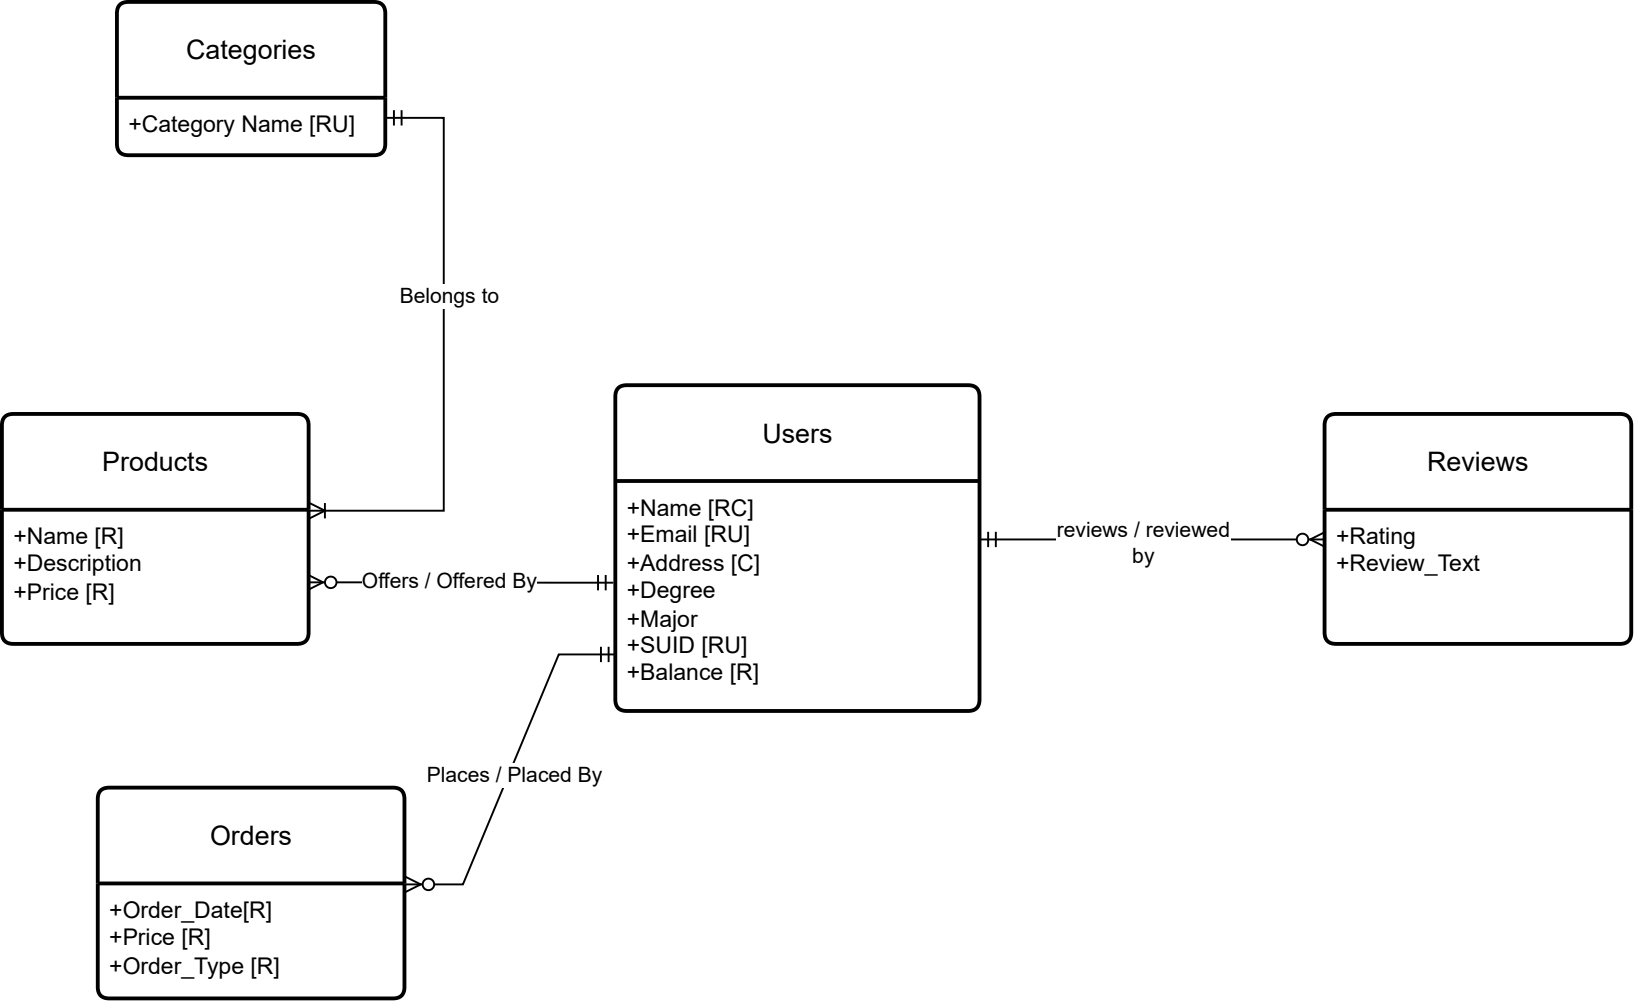 Categories
+Category Name [RU]
Belongs to
Products
+Name [R]
+Description
+Price [R]
Offers / Offered By
Users
+Name [RC]
+Email [RU]
+Address [C]
+Degree
+Major
+SUID [RU]
+Balance [R]
reviews / reviewed
by
Reviews
+Rating
+Review_Text
Places / Placed By
Orders
+Order_Date[R]
+Price [R]
+Order_Type [R]